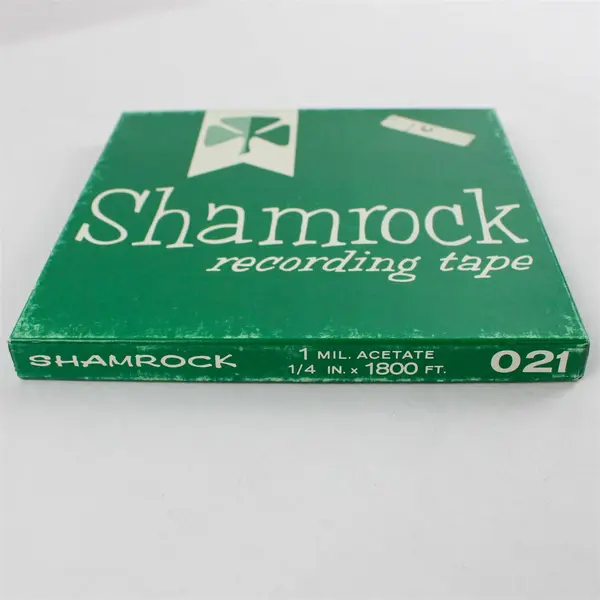 Shamrock
recording tape
SHAMROCK
1 MIL. ACETATE
1/4 IN. x 1800 FT.
021